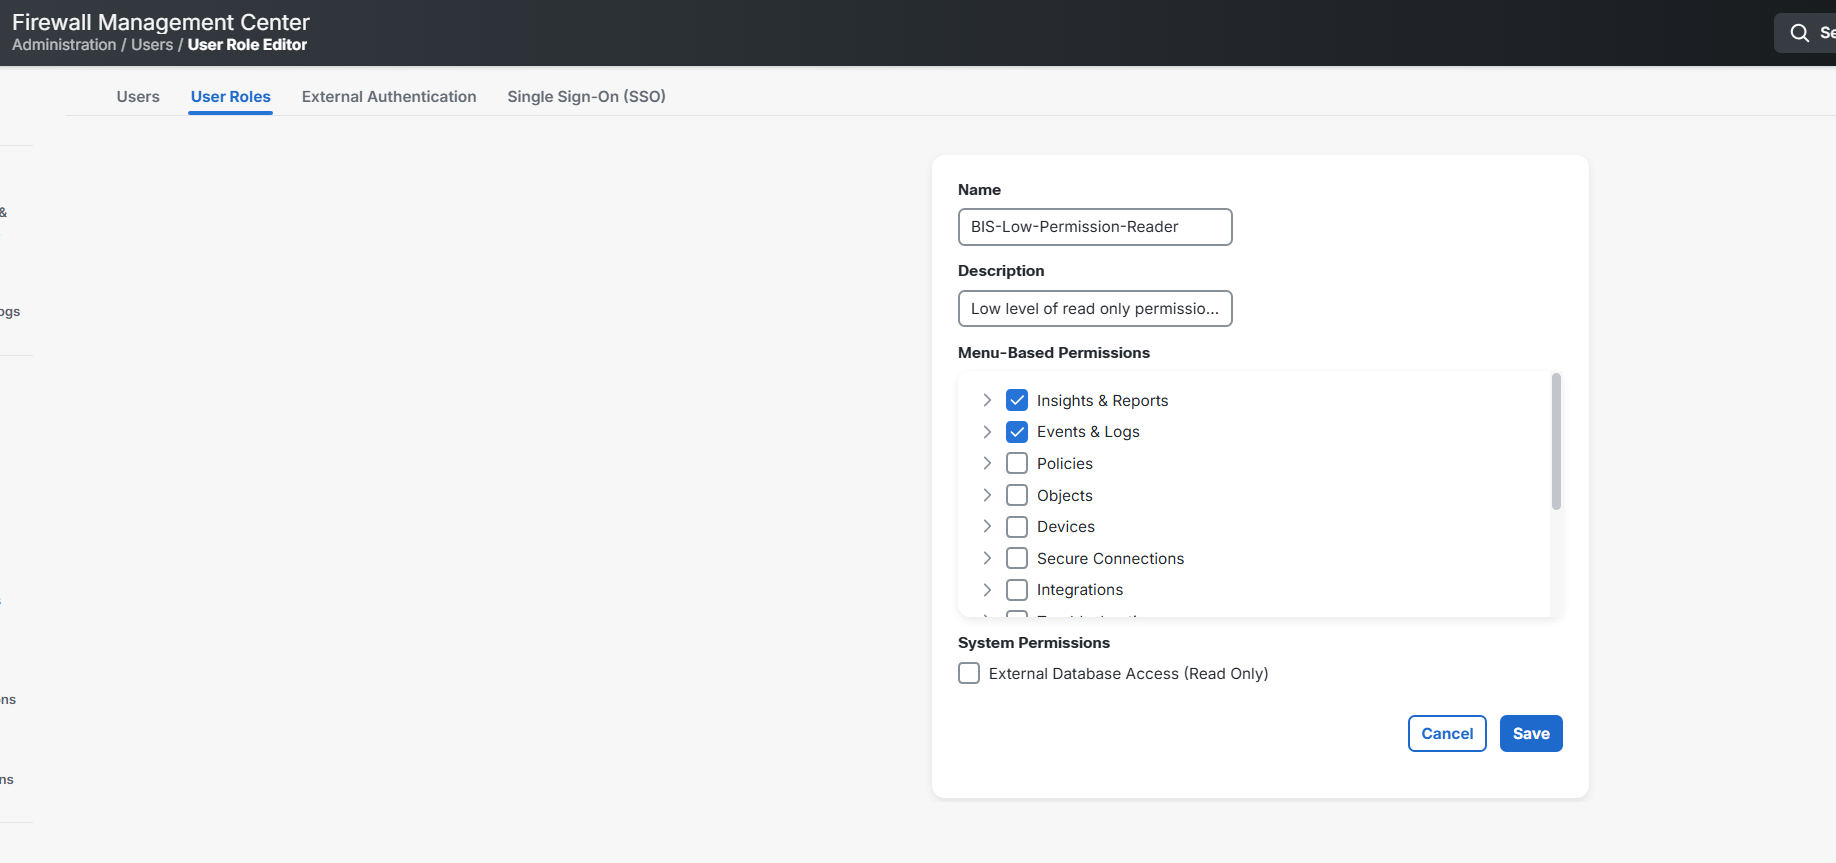 Firewall Management Center
Administration / Users / User Role Editor
Users User Roles External Authentication Single Sign-On (SSO)
&
Name
BIS-Low-Permission-Reader
Description
Low level of read only permissio...
Menu-Based Permissions
Insights & Reports
Events & Logs
Policies
Objects
Devices
Secure Connections
Integrations
System Permissions
External Database Access (Read Only)
Cancel Save